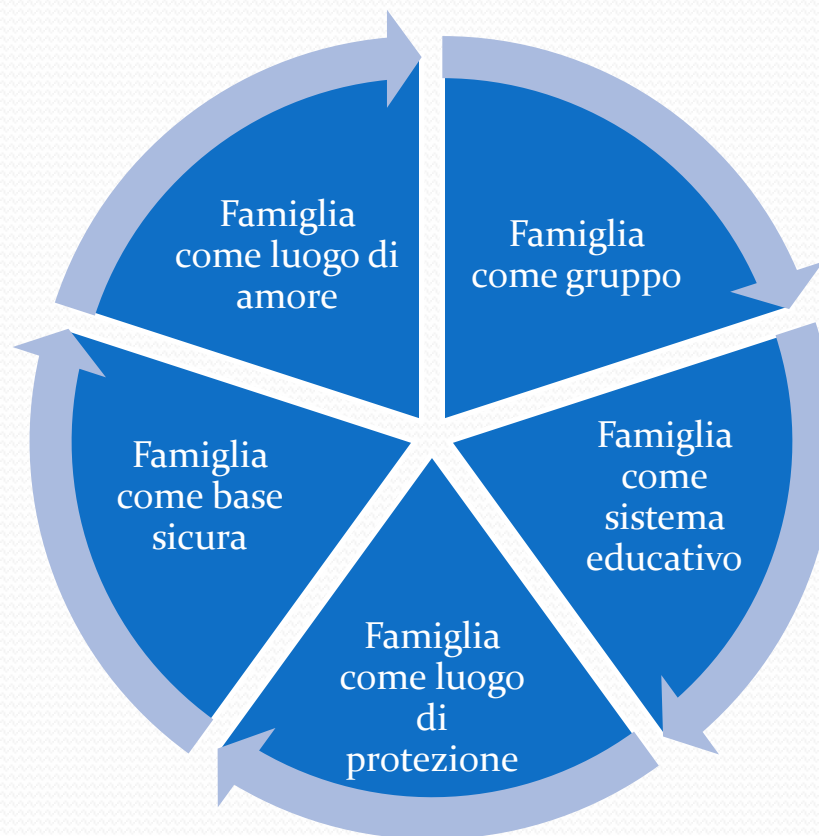 Famiglia
come gruppo
Famiglia
come
sistema
educativo
Famiglia
come luogo
di
protezione
Famiglia
come base
sicura
Famiglia
come luogo di
amore